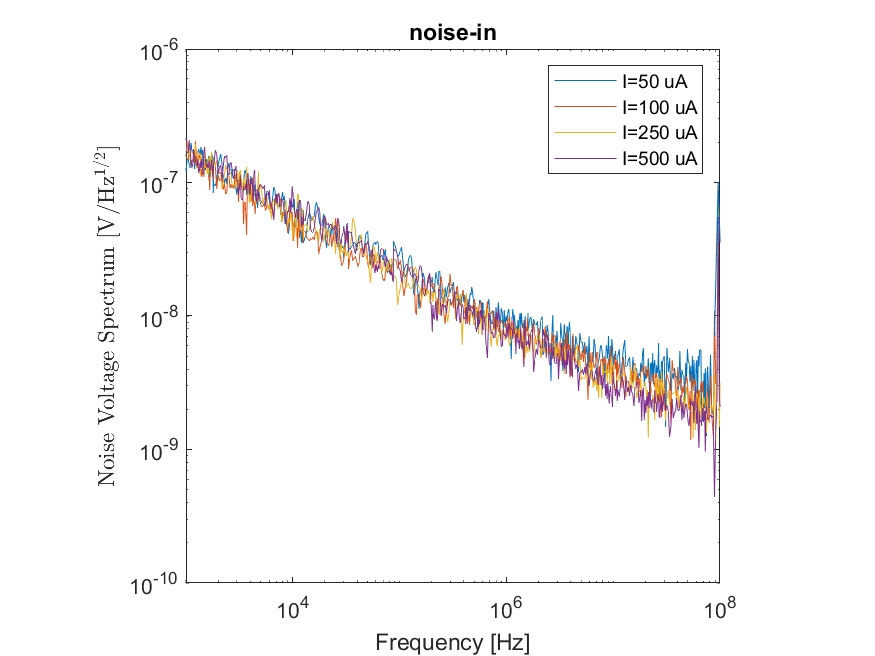 noise-in
10^-6
I=50 uA
I=100 uA
I=250 uA
I=500 uA
10^-7
10^-8
10^-9
10^-10
Noise Voltage Spectrum [V/Hz^1/2]
10^4
10^6
10^8
Frequency [Hz]